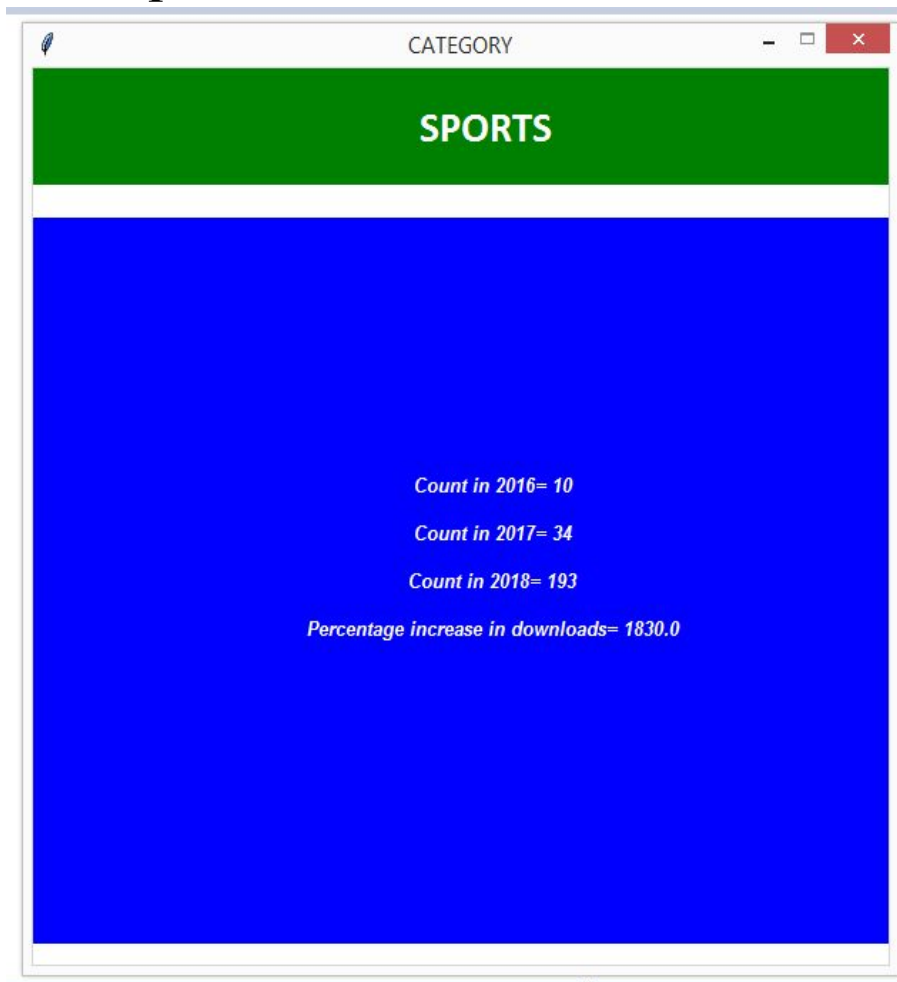 CATEGORY
SPORTS
Count in 2016= 10
Count in 2017= 34
Count in 2018= 193
Percentage increase in downloads= 1830.0